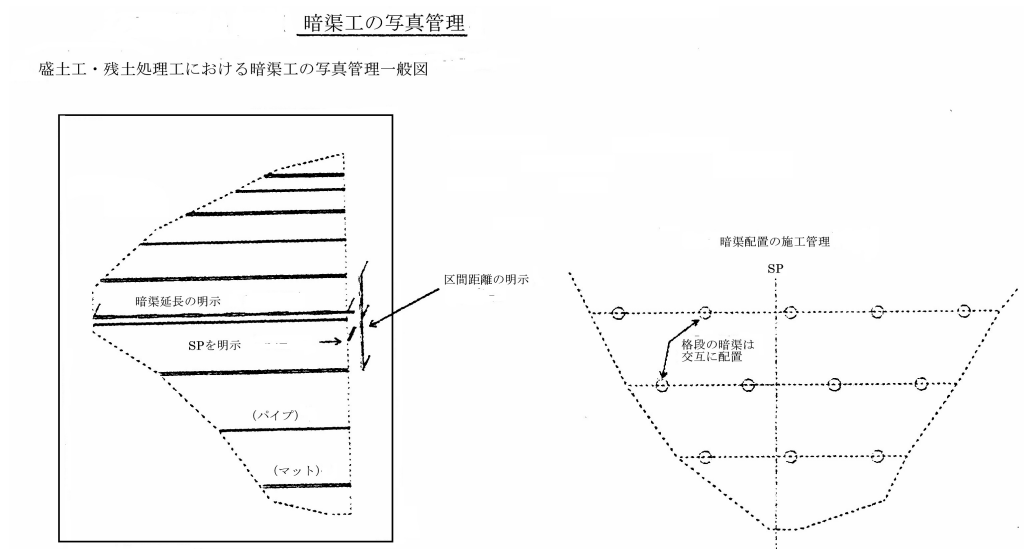 暗渠工の写真管理
盛土工・残土処理工における暗渠工の写真管理一般図
暗渠延長の明示
SPを明示
(パイプ)
(マット)
区間距離の明示
暗渠配置の施工管理
SP
格段の暗渠は
交互に配置